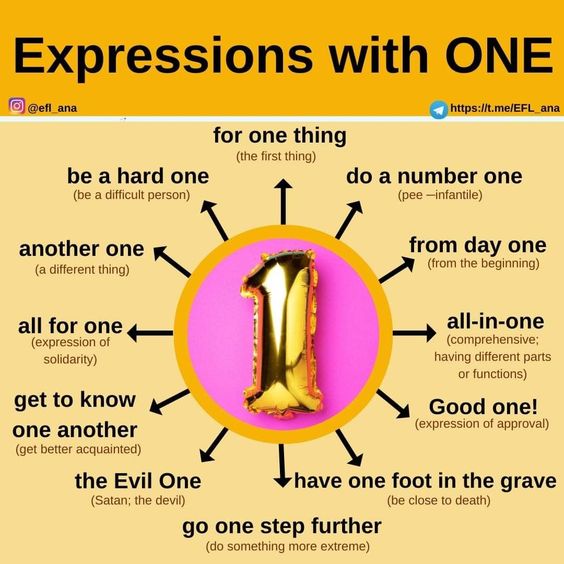 Expressions with ONE
@efl_ana
https://t.me/EFL_ana
for one thing
(the first thing)
be a hard one
(be a difficult person)
do a number one
(pee —infantile)
another one
(a different thing)
from day one
(from the beginning)
all for one
(expression of
solidarity)
all-in-one
(comprehensive;
having different parts
or functions)
get to know
one another
(get better acquainted)
Good one!
(expression of approval)
the Evil One
(Satan; the devil)
have one foot in the grave
(be close to death)
go one step further
(do something more extreme)